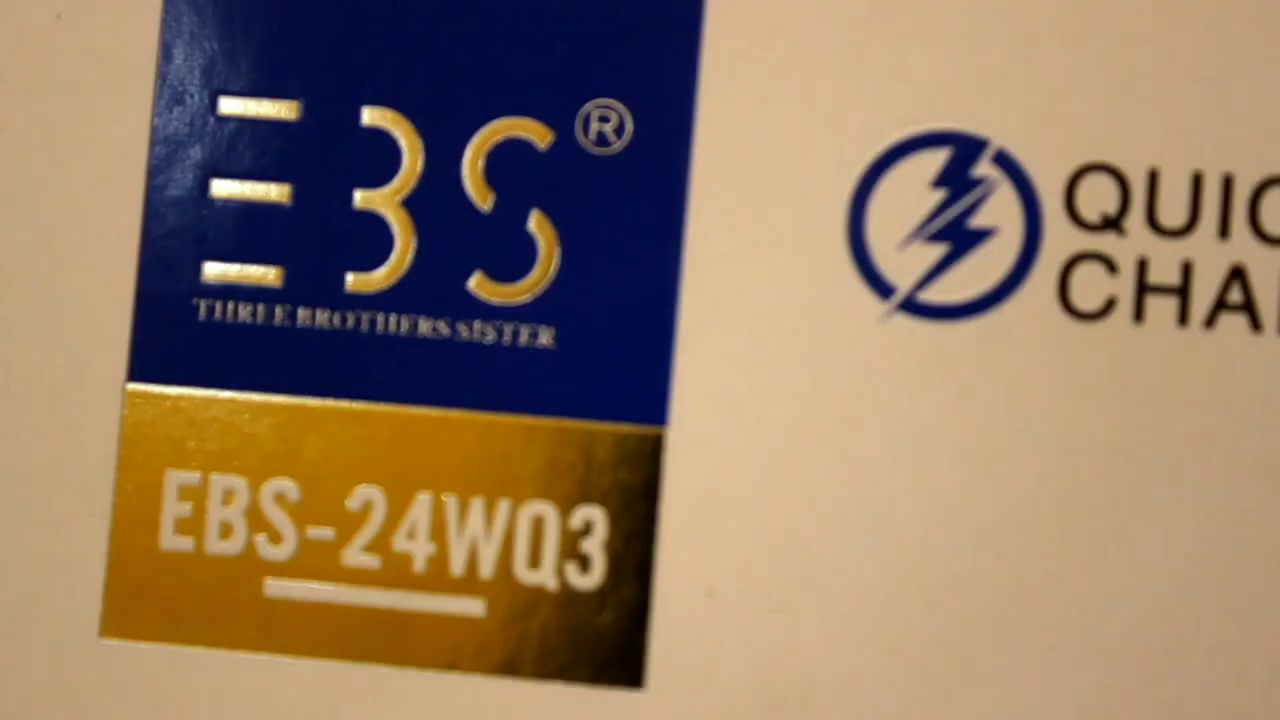 EBS®
THREE BROTHERS SISTER
EBS-24WQ3
QUIC
CHA